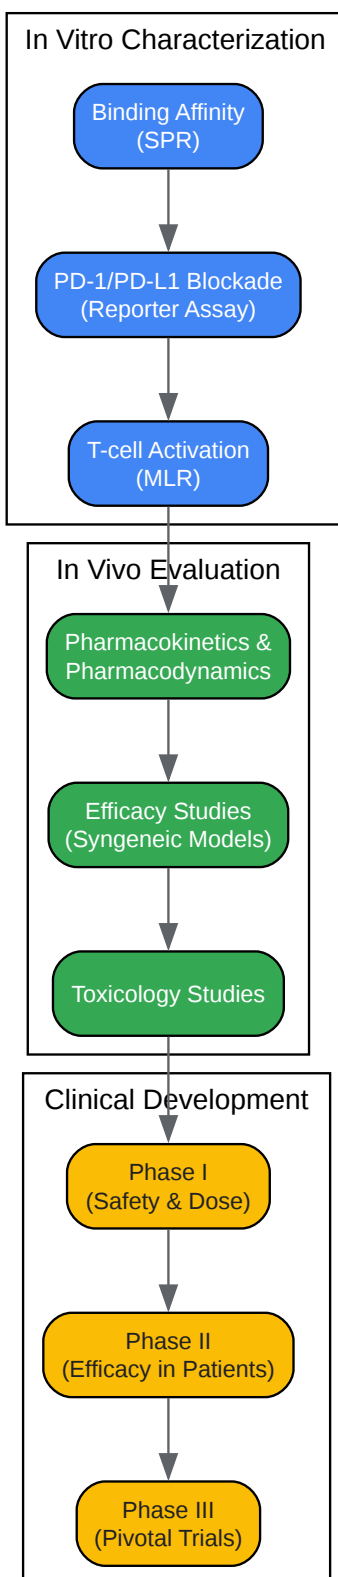 In Vitro Characterization
Binding Affinity
(SPR)
PD-1/PD-L1 Blockade
(Reporter Assay)
T-cell Activation
(MLR)
In Vivo Evaluation
Pharmacokinetics &
Pharmacodynamics
Efficacy Studies
(Syngeneic Models)
Toxicology Studies
Clinical Development
Phase I
(Safety & Dose)
Phase II
(Efficacy in Patients)
Phase III
(Pivotal Trials)